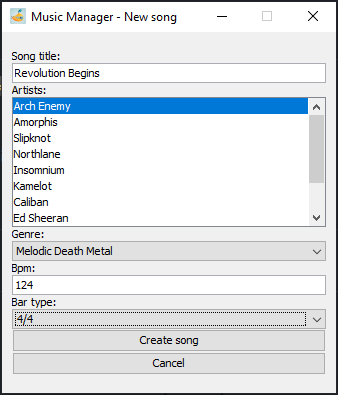 Music Manager - New song
Song title:
Revolution Begins
Artists:
Arch Enemy
Amorphis
Slipknot
Northlane
Insomnium
Kamelot
Caliban
Ed Sheeran
Genre:
Melodic Death Metal
Bpm:
124
Bar type:
4/4
Create song
Cancel